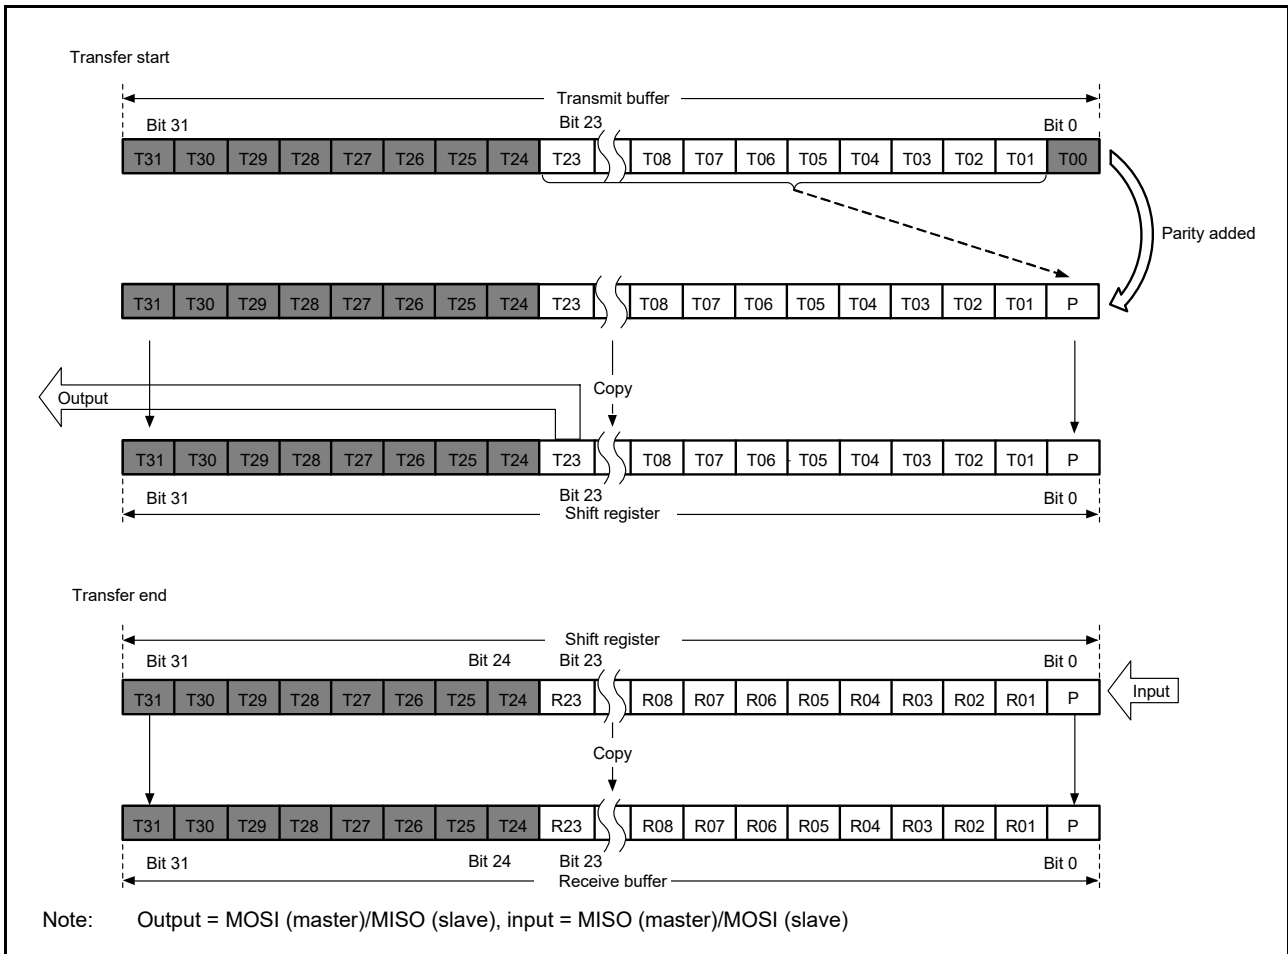 Transfer start
Transmit buffer
Bit 31 Bit 23 Bit 0
T31 T30 T29 T28 T27 T26 T25 T24 T23 T08 T07 T06 T05 T04 T03 T02 T01 T00
Parity added
T31 T30 T29 T28 T27 T26 T25 T24 T23 T08 T07 T06 T05 T04 T03 T02 T01 P
Output Copy
T31 T30 T29 T28 T27 T26 T25 T24 T23 T08 T07 T06 T05 T04 T03 T02 T01 P
Bit 31 Bit 23 Bit 0
Shift register
Transfer end
Shift register
Bit 31 Bit 24 Bit 23 Bit 0
T31 T30 T29 T28 T27 T26 T25 T24 R23 R08 R07 R06 R05 R04 R03 R02 R01 P Input
Copy
T31 T30 T29 T28 T27 T26 T25 T24 R23 R08 R07 R06 R05 R04 R03 R02 R01 P
Bit 31 Bit 24 Bit 23 Bit 0
Receive buffer
Note: Output = MOSI (master)/MISO (slave), input = MISO (master)/MOSI (slave)